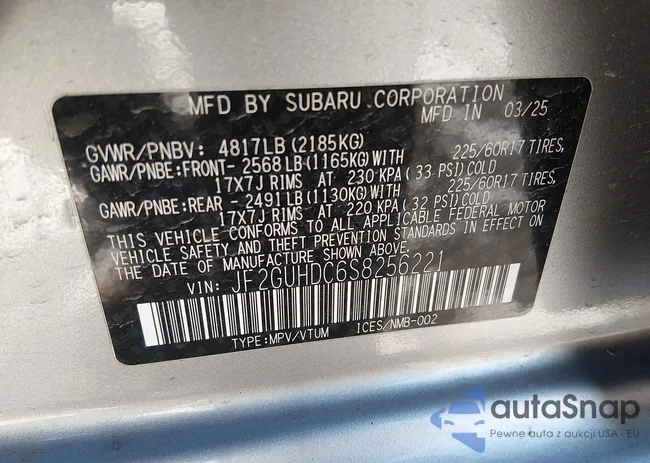 MFD BY SUBARU CORPORATION
MFD IN 03/25
GVWR/PNBV: 4817LB (2185KG)
GAWR/PNBE:FRONT-2568LB(1165KG)WITH 225/60R17 TIRES,
17X7J RIMS AT 230 KPA (33 PSI)COLD
GAWR/PNBE:REAR -2491LB(1130KG)WITH 225/60R17 TIRES,
17X7J RIMS AT 220 KPA (32 PSI)COLD
THIS VEHICLE CONFORMS TO ALL APPLICABLE FEDERAL MOTOR
VEHICLE SAFETY AND THEFT PREVENTION STANDARDS IN EFFECT ON
THE DATE OF MANUFACTURE SHOWN ABOVE.
VIN: JF2GUHDC6S8256221
TYPE:MPV/VTUM ICES/NMB-002
autaSnap
Pewne auta z aukcji USA - EU